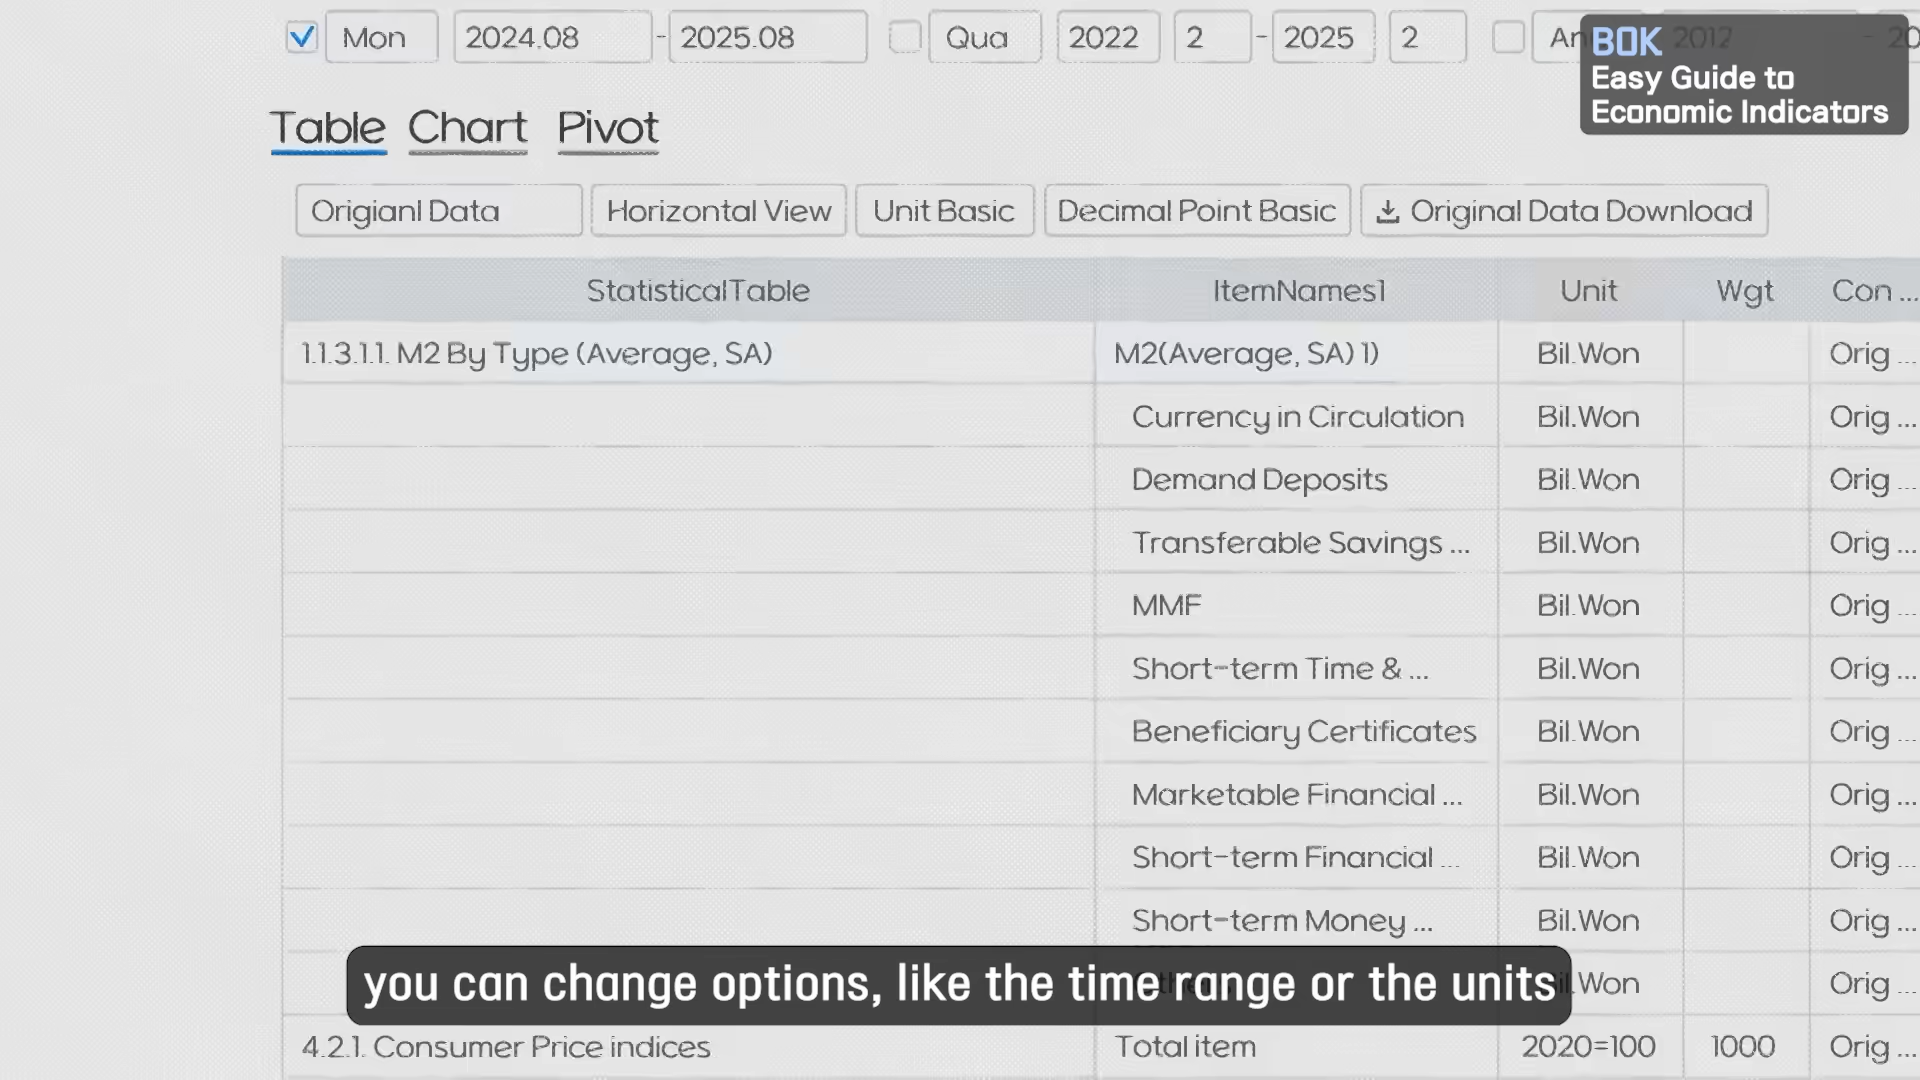 Mon 2024.08 - 2025.08 Qua 2022 2 - 2025 2 An 2012 - 20
BOK
Easy Guide to
Economic Indicators
Table Chart Pivot
Origianl Data Horizontal View Unit Basic Decimal Point Basic Original Data Download
StatisticalTable ItemNames1 Unit Wgt Con ...
1.1.3.1.1. M2 By Type (Average, SA) M2(Average, SA) 1) Bil.Won Orig ...
Currency in Circulation Bil.Won Orig ...
Demand Deposits Bil.Won Orig ...
Transferable Savings ... Bil.Won Orig ...
MMF Bil.Won Orig ...
Short-term Time & ... Bil.Won Orig ...
Beneficiary Certificates Bil.Won Orig ...
Marketable Financial ... Bil.Won Orig ...
Short-term Financial ... Bil.Won Orig ...
Short-term Money ... Bil.Won Orig ...
.Won Orig ...
you can change options, like the time range or the units
4.2.1. Consumer Price indices Total item 2020=100 1000 Orig ...